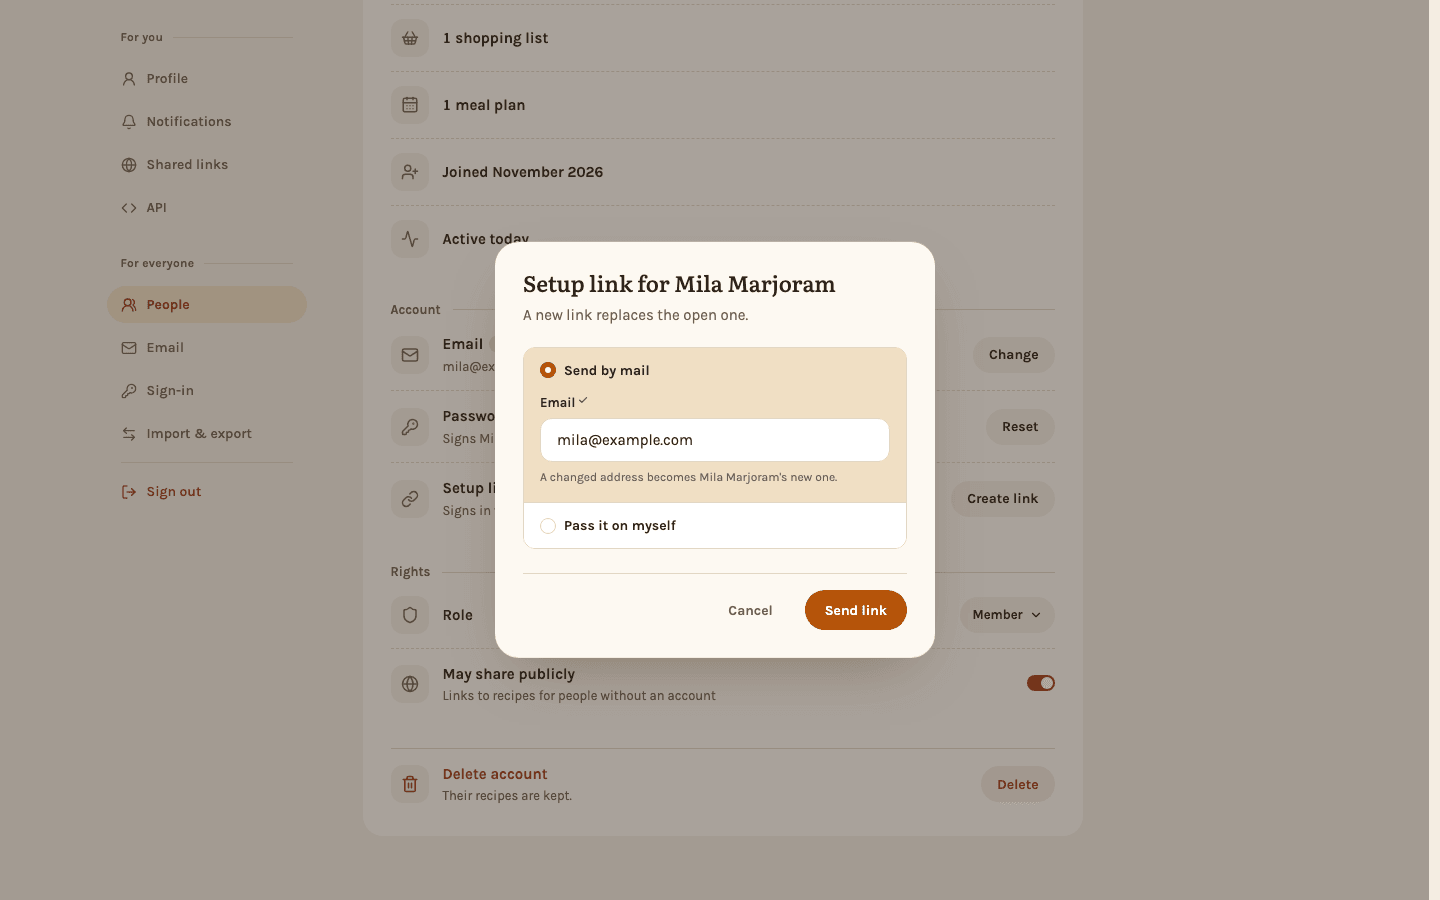 For you
Profile
Notifications
Shared links
API
For everyone
People
Email
Sign-in
Import & export
Sign out
1 shopping list
1 meal plan
Joined November 2026
Active today
Account
Email
Change
Reset
Signs in
Create link
Rights
Role
Member
May share publicly
Links to recipes for people without an account
Delete account
Their recipes are kept.
Delete
Setup link for Mila Marjoram
A new link replaces the open one.
Send by mail
Email
mila@example.com
A changed address becomes Mila Marjoram's new one.
Pass it on myself
Cancel
Send link